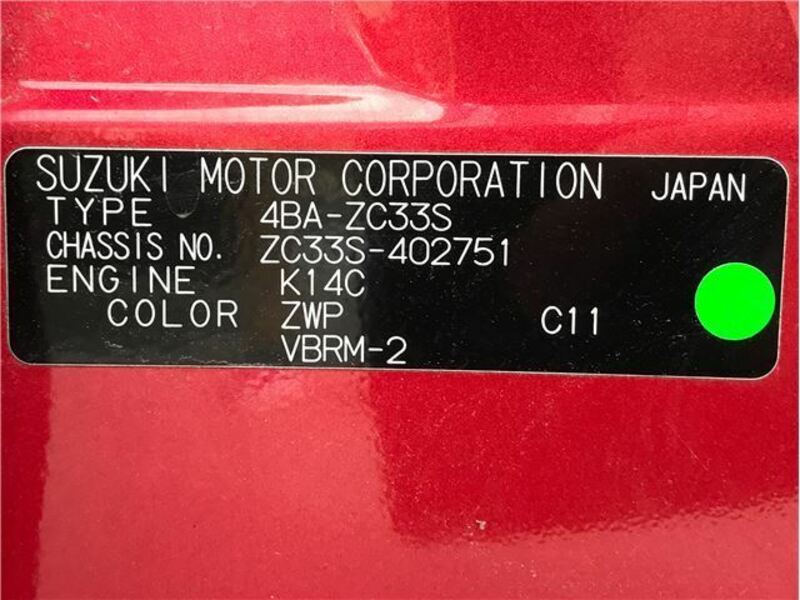 SUZUKI MOTOR CORPORATION JAPAN
TYPE 4BA-ZC33S
CHASSIS NO. ZC33S-402751
ENGINE K14C
COLOR ZWP C11
VBRM-2